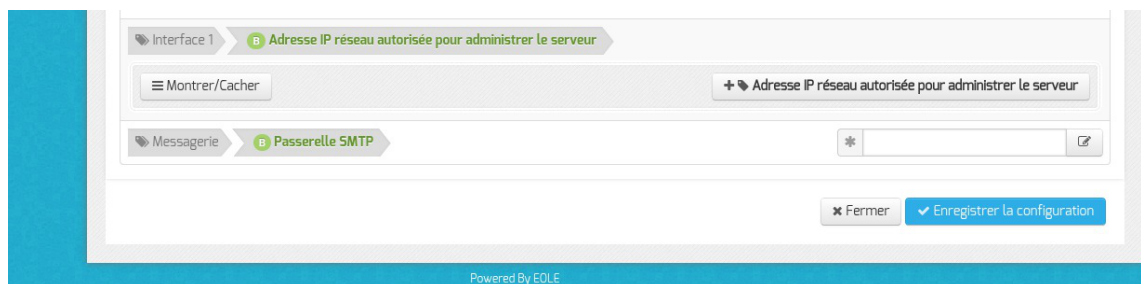 Interface 1 B Adresse IP réseau autorisée pour administrer le serveur
Montrer/Cacher + Adresse IP réseau autorisée pour administrer le serveur
Messagerie B Passerelle SMTP *
Fermer Enregistrer la configuration
Powered By EOLE